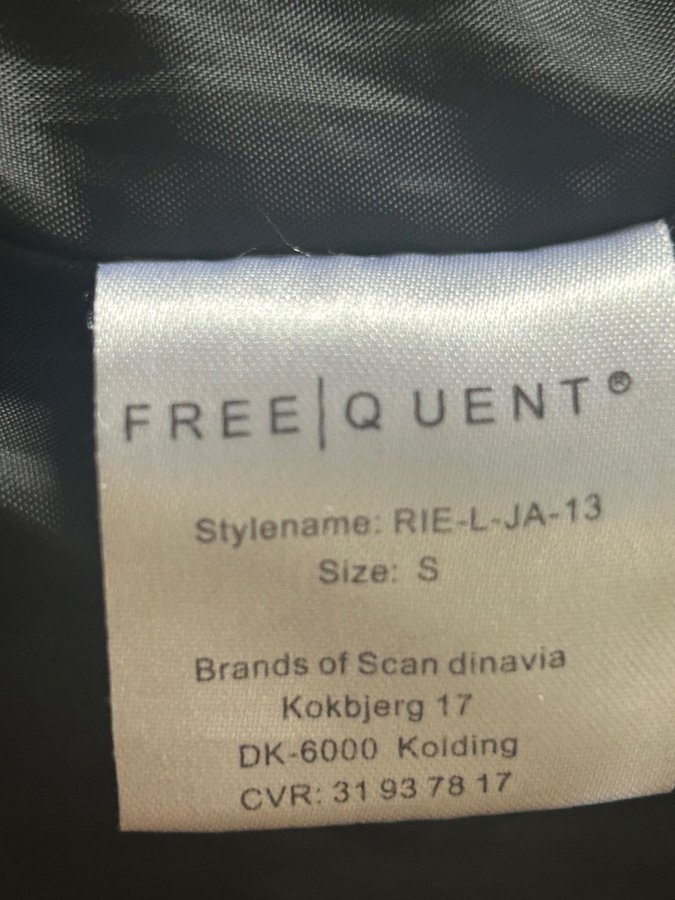 FREE|QUENT®
Stylename: RIE-L-JA-13
Size: S
Brands of Scan dinavia
Kokbjerg 17
DK-6000 Kolding
CVR: 31 93 78 17